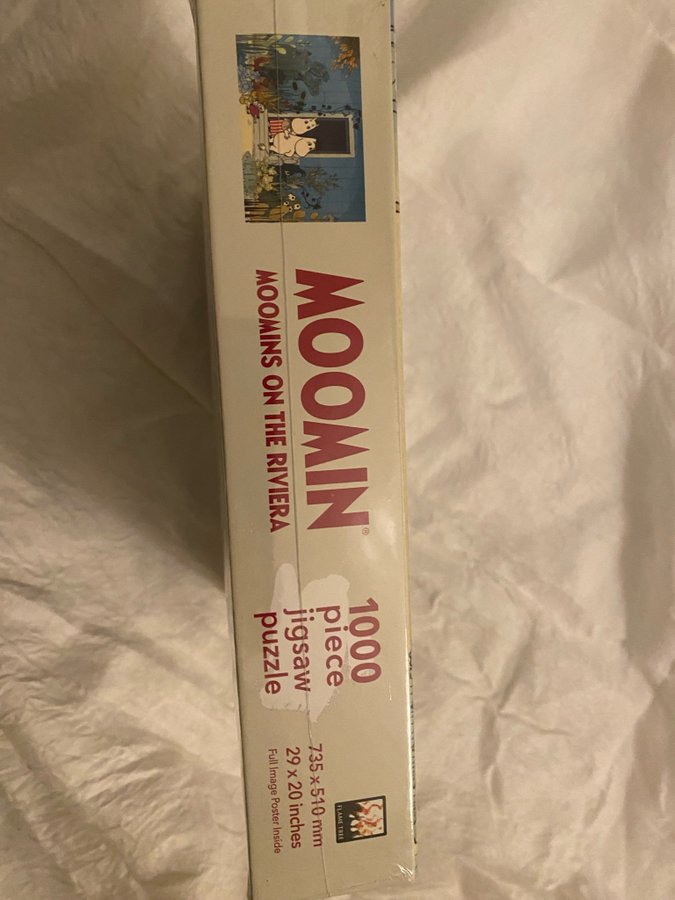 MOOMIN®
MOOMINS ON THE RIVIERA
1000
piece
jigsaw
puzzle
735 x 510 mm
29 x 20 inches
Full Image Poster Inside
FLAME TREE